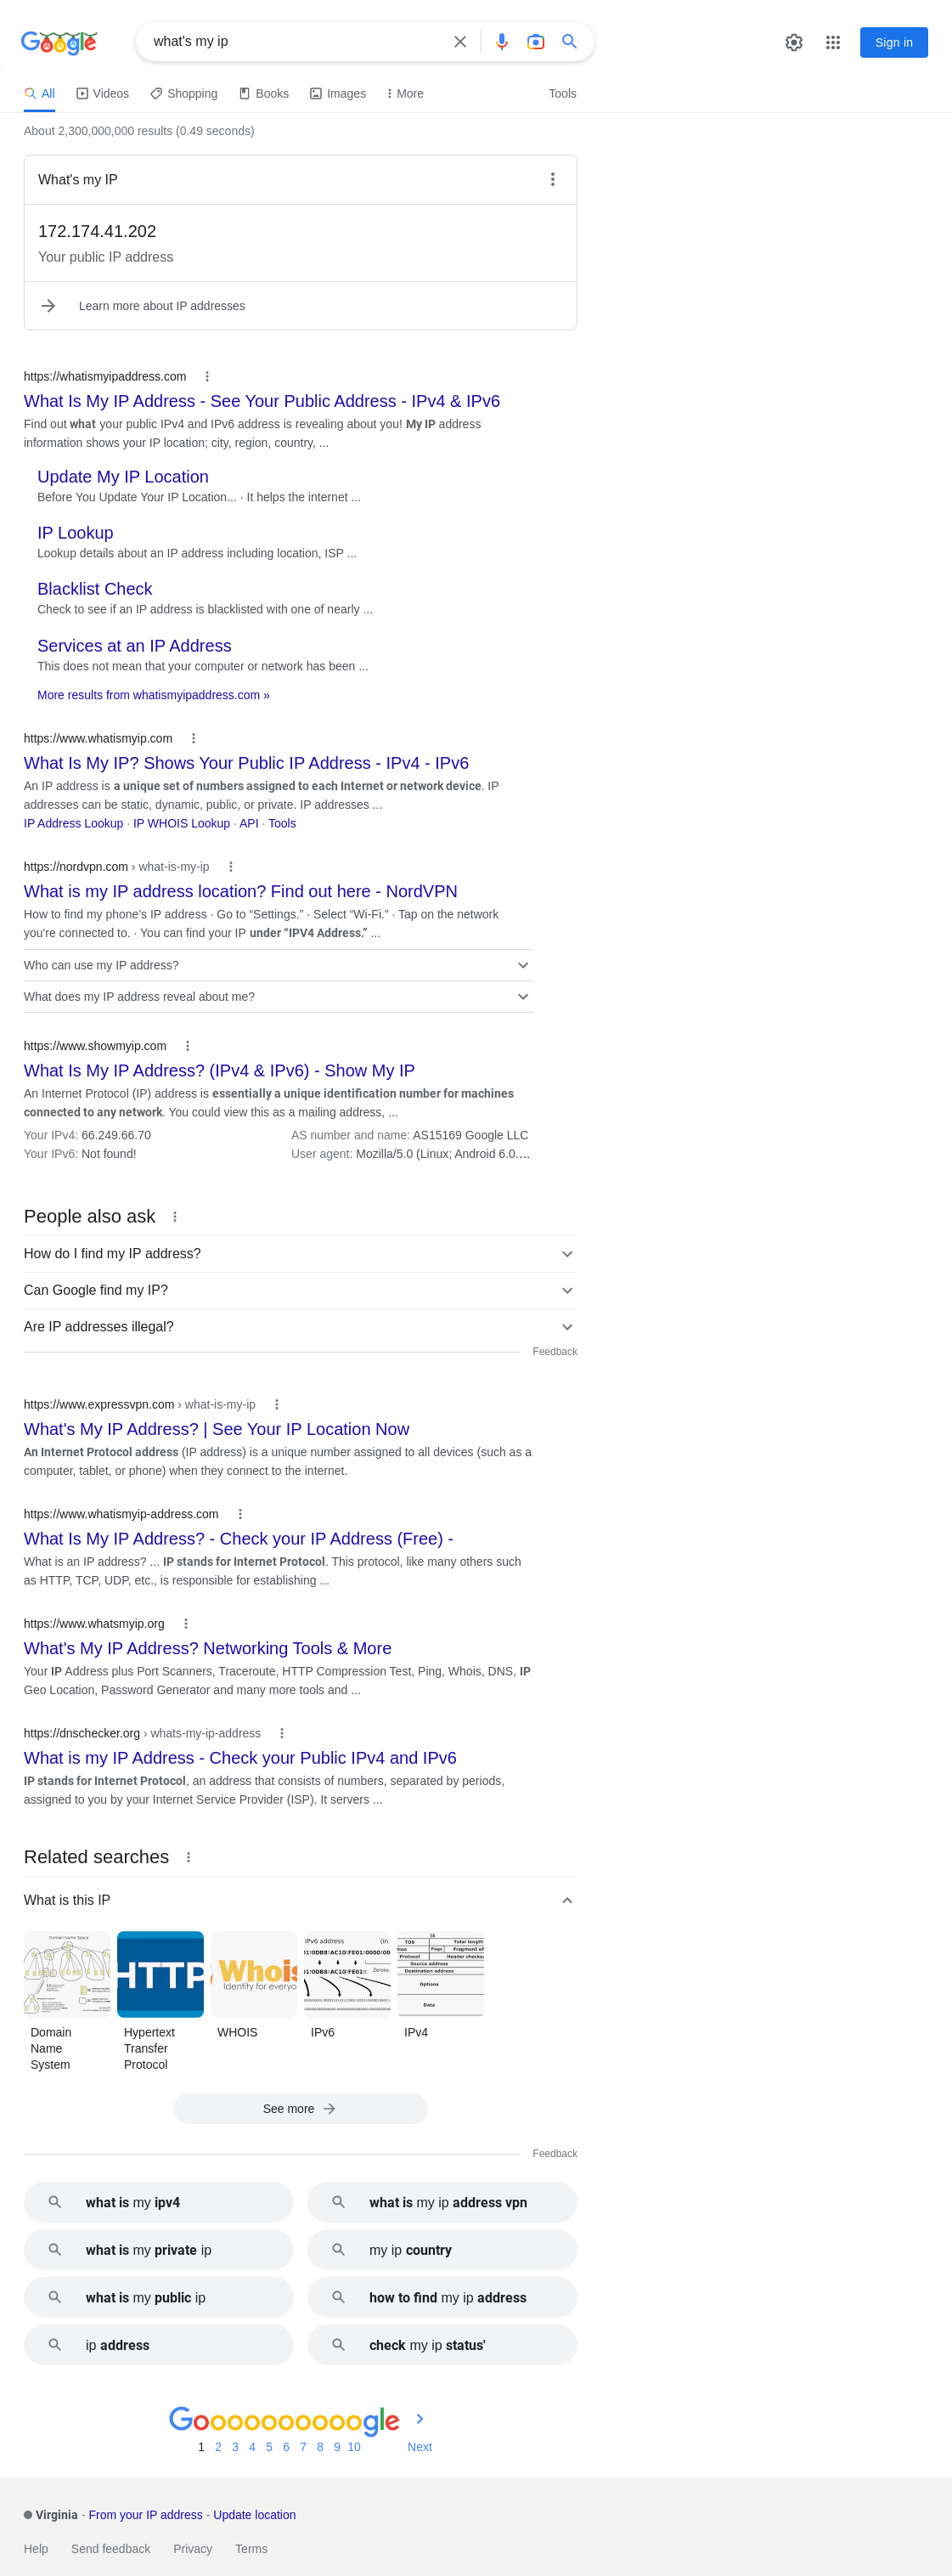 Google
what's my ip
Sign in
All
Videos
Shopping
Books
Images
More
Tools
About 2,300,000,000 results (0.49 seconds)
What's my IP
172.174.41.202
Your public IP address
Learn more about IP addresses
https://whatismyipaddress.com
What Is My IP Address - See Your Public Address - IPv4 & IPv6
Find out what your public IPv4 and IPv6 address is revealing about you! My IP address
information shows your IP location; city, region, country, ...
Update My IP Location
Before You Update Your IP Location... · It helps the internet ...
IP Lookup
Lookup details about an IP address including location, ISP ...
Blacklist Check
Check to see if an IP address is blacklisted with one of nearly ...
Services at an IP Address
This does not mean that your computer or network has been ...
More results from whatismyipaddress.com »
https://www.whatismyip.com
What Is My IP? Shows Your Public IP Address - IPv4 - IPv6
An IP address is a unique set of numbers assigned to each Internet or network device. IP
addresses can be static, dynamic, public, or private. IP addresses ...
IP Address Lookup · IP WHOIS Lookup · API · Tools
https://nordvpn.com › what-is-my-ip
What is my IP address location? Find out here - NordVPN
How to find my phone's IP address · Go to “Settings.” · Select “Wi-Fi.” · Tap on the network
you're connected to. · You can find your IP under “IPV4 Address.” ...
Who can use my IP address?
What does my IP address reveal about me?
https://www.showmyip.com
What Is My IP Address? (IPv4 & IPv6) - Show My IP
An Internet Protocol (IP) address is essentially a unique identification number for machines
connected to any network. You could view this as a mailing address, ...
Your IPv4: 66.249.66.70
AS number and name: AS15169 Google LLC
Your IPv6: Not found!
User agent: Mozilla/5.0 (Linux; Android 6.0....
People also ask
How do I find my IP address?
Can Google find my IP?
Are IP addresses illegal?
Feedback
https://www.expressvpn.com › what-is-my-ip
What's My IP Address? | See Your IP Location Now
An Internet Protocol address (IP address) is a unique number assigned to all devices (such as a
computer, tablet, or phone) when they connect to the internet.
https://www.whatismyip-address.com
What Is My IP Address? - Check your IP Address (Free) -
What is an IP address? ... IP stands for Internet Protocol. This protocol, like many others such
as HTTP, TCP, UDP, etc., is responsible for establishing ...
https://www.whatsmyip.org
What's My IP Address? Networking Tools & More
Your IP Address plus Port Scanners, Traceroute, HTTP Compression Test, Ping, Whois, DNS, IP
Geo Location, Password Generator and many more tools and ...
https://dnschecker.org › whats-my-ip-address
What is my IP Address - Check your Public IPv4 and IPv6
IP stands for Internet Protocol, an address that consists of numbers, separated by periods,
assigned to you by your Internet Service Provider (ISP). It servers ...
Related searches
What is this IP
Domain Name Space
HTTP
Whois
Identity for everyo
IPv6 address (in
Zeroes
16
TOS
Total length
Flags
Fragment of
Protocol
Header checksu
Source address
Destination address
Options
Data
Domain
Name
System
Hypertext
Transfer
Protocol
WHOIS
IPv6
IPv4
See more
Feedback
what is my ipv4
what is my ip address vpn
what is my private ip
my ip country
what is my public ip
how to find my ip address
ip address
check my ip status'
Goooooooooogle
1 2 3 4 5 6 7 8 9 10
Next
Virginia - From your IP address - Update location
Help
Send feedback
Privacy
Terms